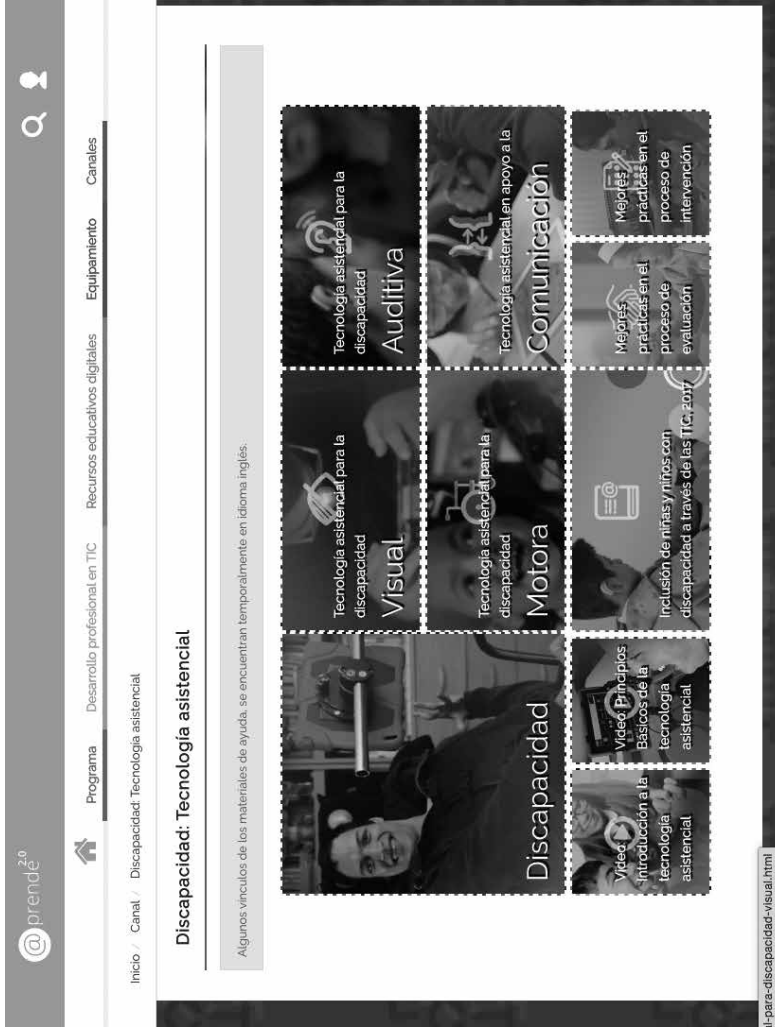 @prende 2.0
Programa
Desarrollo profesional en TIC
Recursos educativos digitales
Equipamiento
Canales
Inicio / Canal / Discapacidad: Tecnología asistencial
Discapacidad: Tecnología asistencial
Algunos vínculos de los materiales de ayuda, se encuentran temporalmente en idioma inglés.
Discapacidad
Tecnología asistencial para la
discapacidad
Visual
Tecnología asistencial para la
discapacidad
Auditiva
Tecnología asistencial para la
discapacidad
Motora
Tecnología asistencial en apoyo a la
Comunicación
Video
Introducción a la
tecnología
asistencial
Video Principios
Básicos de la
tecnología
asistencial
Inclusión de niñas y niños con
discapacidad a través de las TIC, 2017
Mejores
prácticas en el
proceso de
evaluación
Mejores
prácticas en el
proceso de
intervención
l-para-discapacidad-visual.html